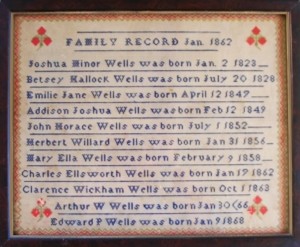 FAMILY RECORD Jan. 1862
Joshua Minor Wells was born Jan. 2 1823
Betsey Hallock Wells was born July 20 1828
Emilie Jane Wells was born April 12 1847
Addison Joshua Wells was born Feb 12 1849
John Horace Wells was born July 1 1852
Herbert Willard Wells was born Jan 31 1856
Mary Ella Wells was born February 9 1858
Charles Ellsworth Wells was born Jan 19 1862
Clarence Wickham Wells was born Oct 1 1863
Arthur W Wells was born Jan 30 66
Edward P Wells was born Jan 9 1868